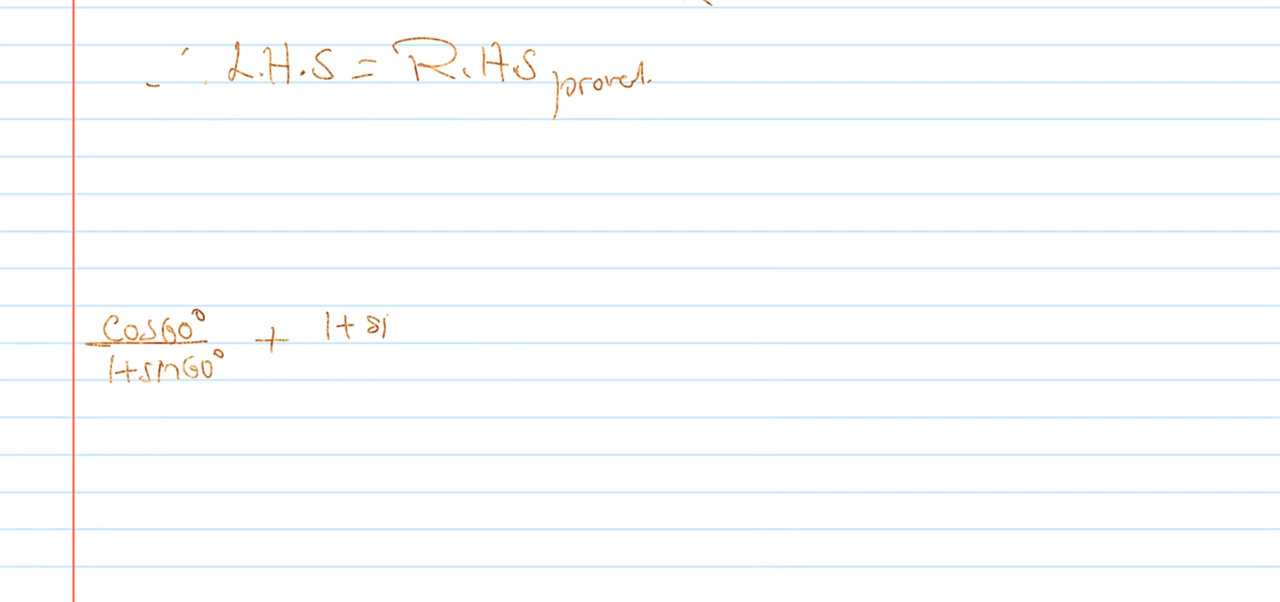 ∴ L.H.S = R.H.S proved.
cos60° + 1+ si
1+sin60°